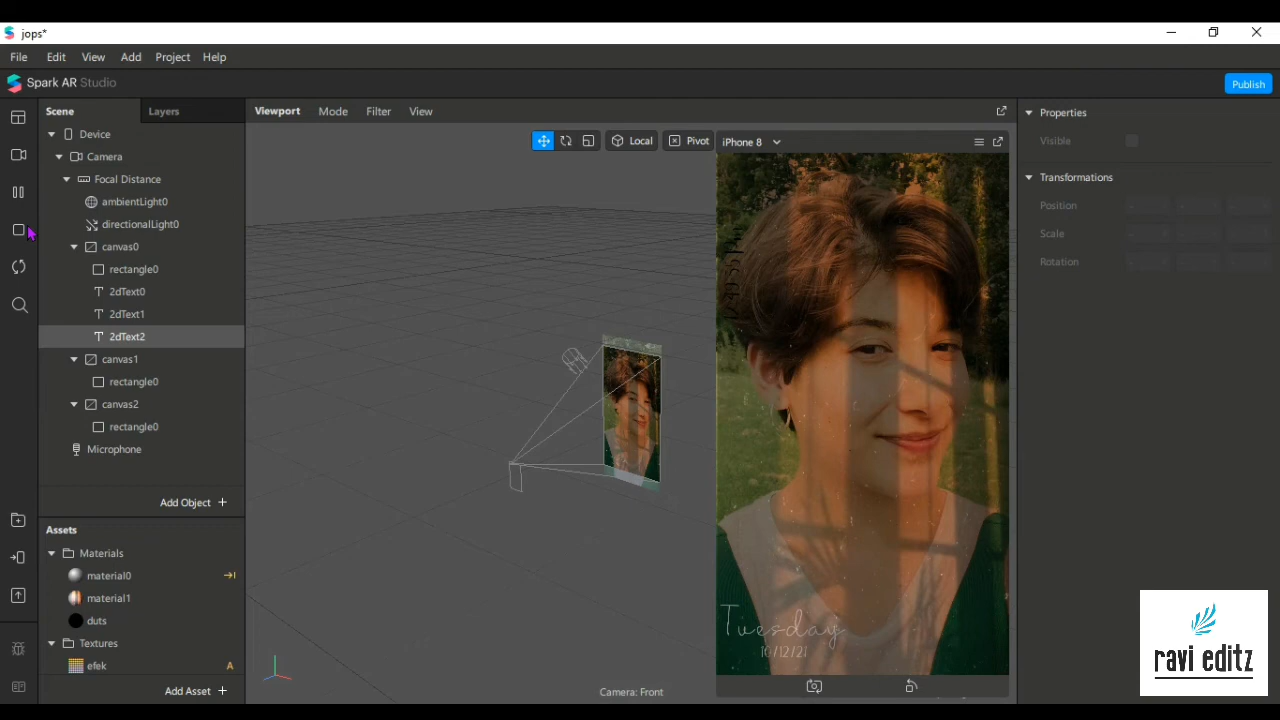 jops*
File Edit View Add Project Help
Spark AR Studio
Publish
Scene Layers
Device
Camera
Focal Distance
ambientLight0
directionalLight0
canvas0
rectangle0
2dText0
2dText1
2dText2
canvas1
rectangle0
canvas2
rectangle0
Microphone
Add Object +
Assets
Materials
material0
material1
duts
Textures
efek A
Add Asset +
Viewport Mode Filter View
Local Pivot
iPhone 8
Tuesday
10/12/21
Camera: Front
Properties
Visible
Transformations
Position - - -
Scale - - -
Rotation - - -
ravi editz